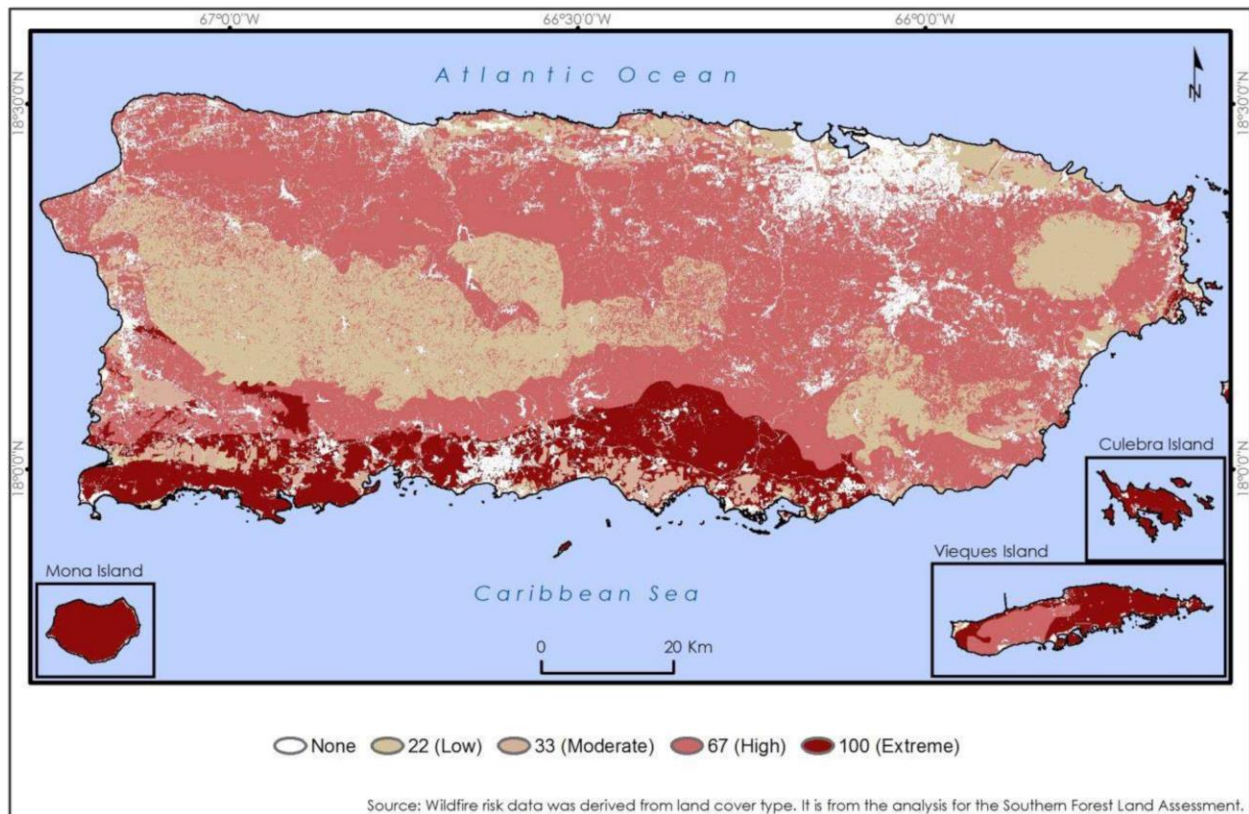 67°0'0"W 66°30'0"W 66°0'0"W
Atlantic Ocean
N
18°30'0"N 18°30'0"N
18°0'0"N 18°0'0"N
Culebra Island
Vieques Island
Mona Island
Caribbean Sea
0 20 Km
None 22 (Low) 33 (Moderate) 67 (High) 100 (Extreme)
Source: Wildfire risk data was derived from land cover type. It is from the analysis for the Southern Forest Land Assessment.